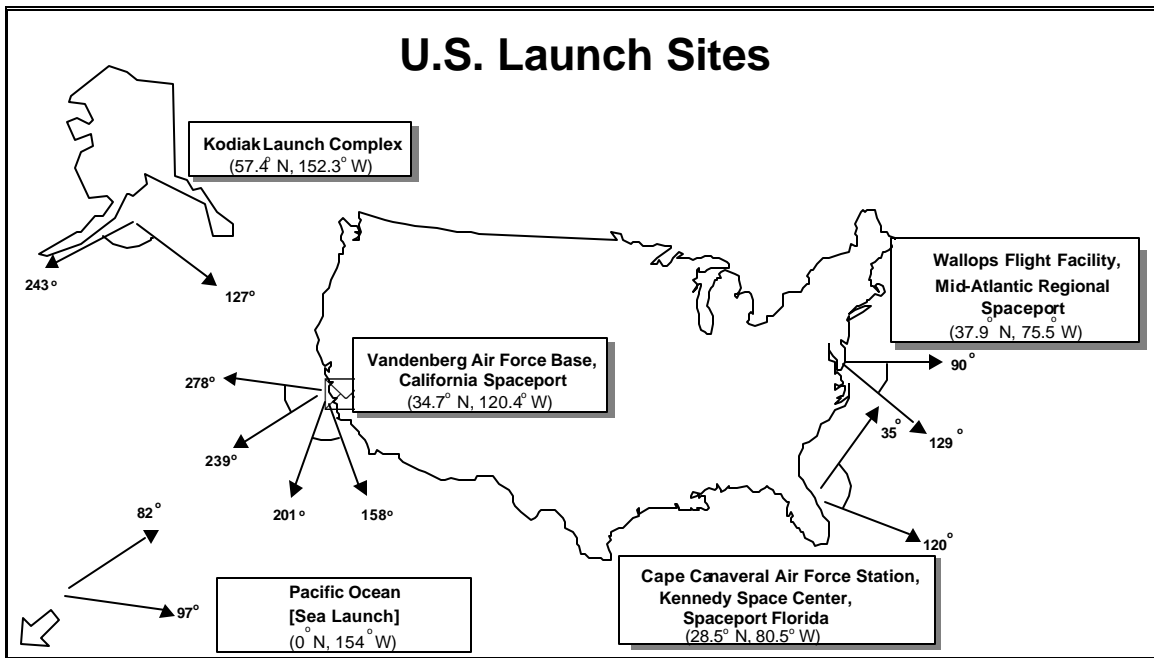 U.S. Launch Sites
Kodiak Launch Complex
(57.4° N, 152.3° W)
243°
127°
Wallops Flight Facility,
Mid-Atlantic Regional
Spaceport
(37.9° N, 75.5° W)
Vandenberg Air Force Base,
California Spaceport
(34.7° N, 120.4° W)
278°
239°
201°
158°
90°
129°
35°
120°
82°
97°
Pacific Ocean
[Sea Launch]
(0° N, 154° W)
Cape Canaveral Air Force Station,
Kennedy Space Center,
Spaceport Florida
(28.5° N, 80.5° W)